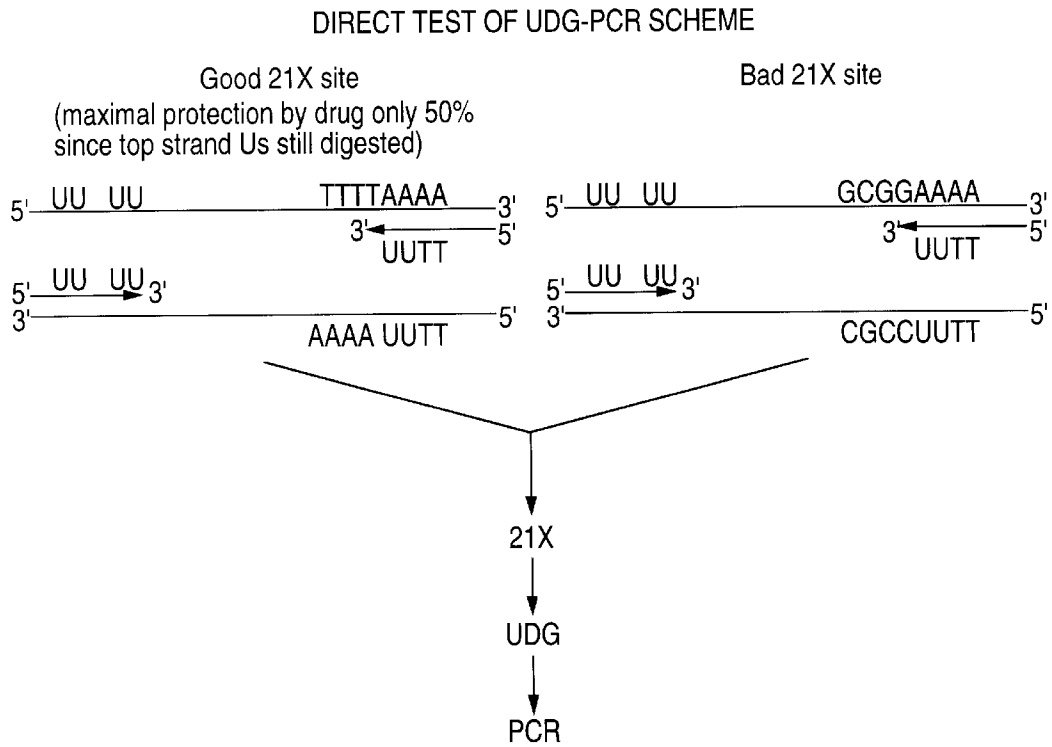 DIRECT TEST OF UDG-PCR SCHEME
Good 21X site
(maximal protection by drug only 50%
since top strand Us still digested)
UU UU TTTTAAAA
5' 3'
3' 5'
UUTT
UU UU
5' 3'
3' 5'
AAAA UUTT
Bad 21X site
UU UU GCGGAAAA
5' 3'
3' 5'
UUTT
UU UU
5' 3'
3' 5'
CGCCUUTT
21X
UDG
PCR